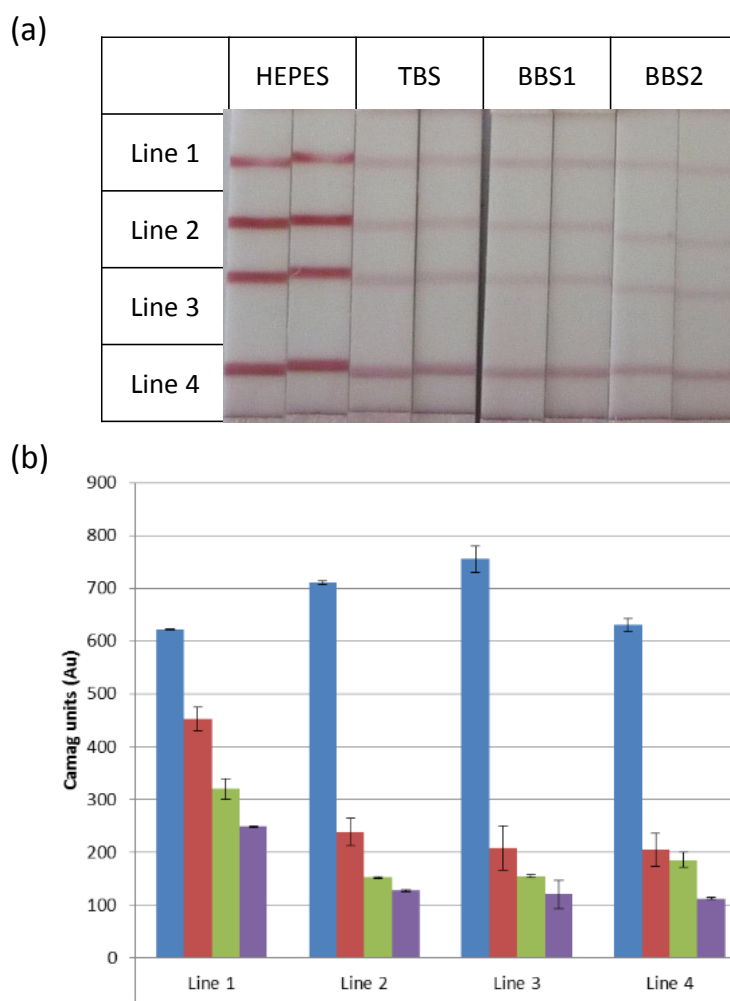 (a)
HEPES TBS BBS1 BBS2
Line 1
Line 2
Line 3
Line 4
(b)
900
800
700
600
500
400
300
200
100
0
Camag units (Au)
Line 1 Line 2 Line 3 Line 4